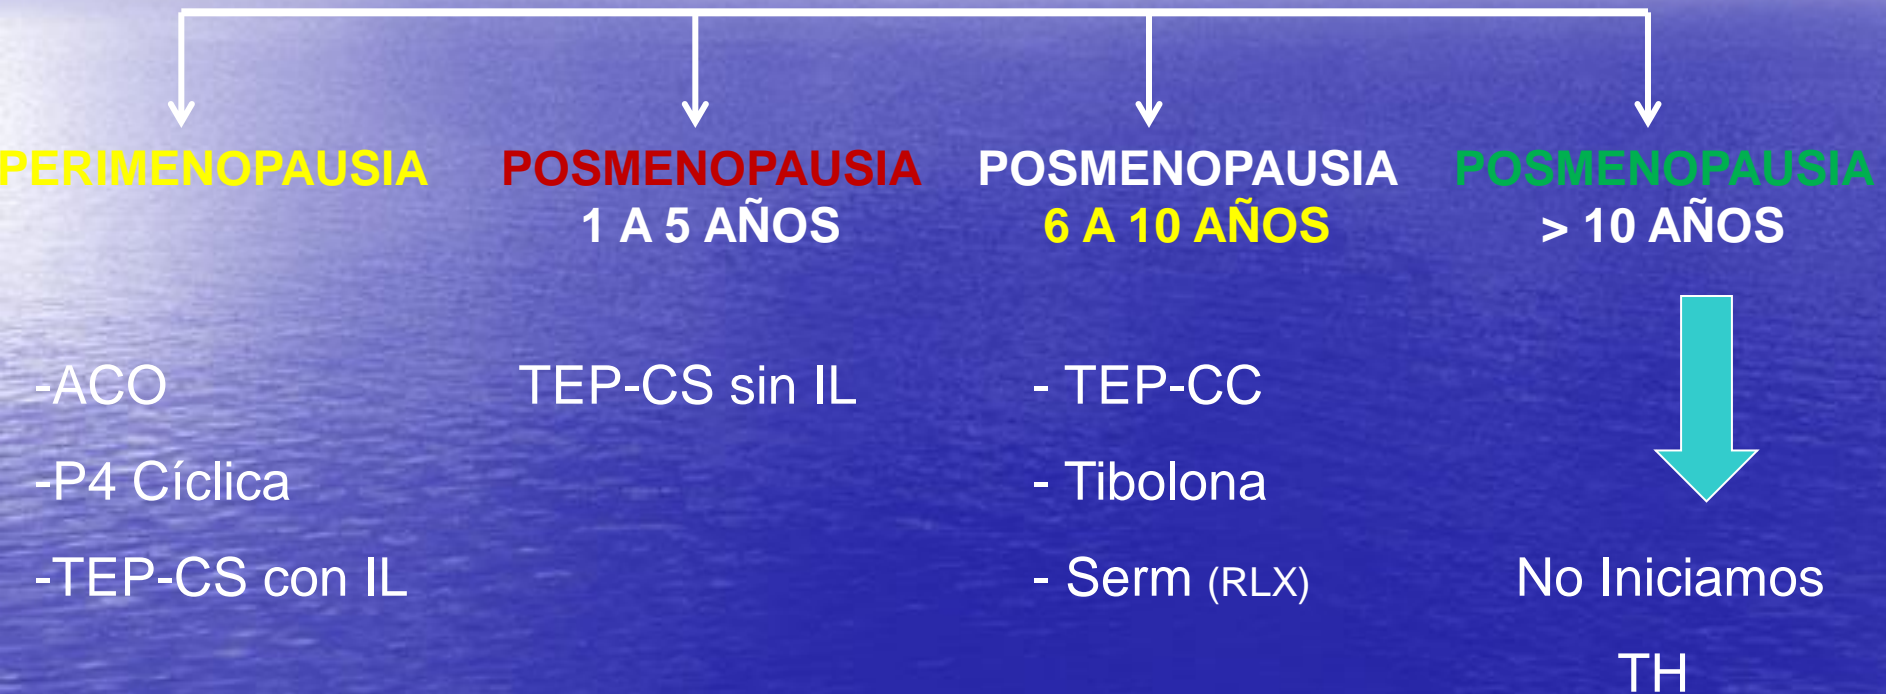 PERIMENOPAUSIA
-ACO
-P4 Cíclica
-TEP-CS con IL
POSMENOPAUSIA
1 A 5 AÑOS
TEP-CS sin IL
POSMENOPAUSIA
6 A 10 AÑOS
- TEP-CC
- Tibolona
- Serm (RLX)
POSMENOPAUSIA
> 10 AÑOS
No Iniciamos
TH